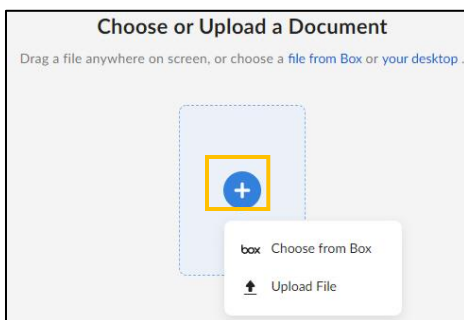 Choose or Upload a Document
Drag a file anywhere on screen, or choose a file from Box or your desktop .
box Choose from Box
Upload File